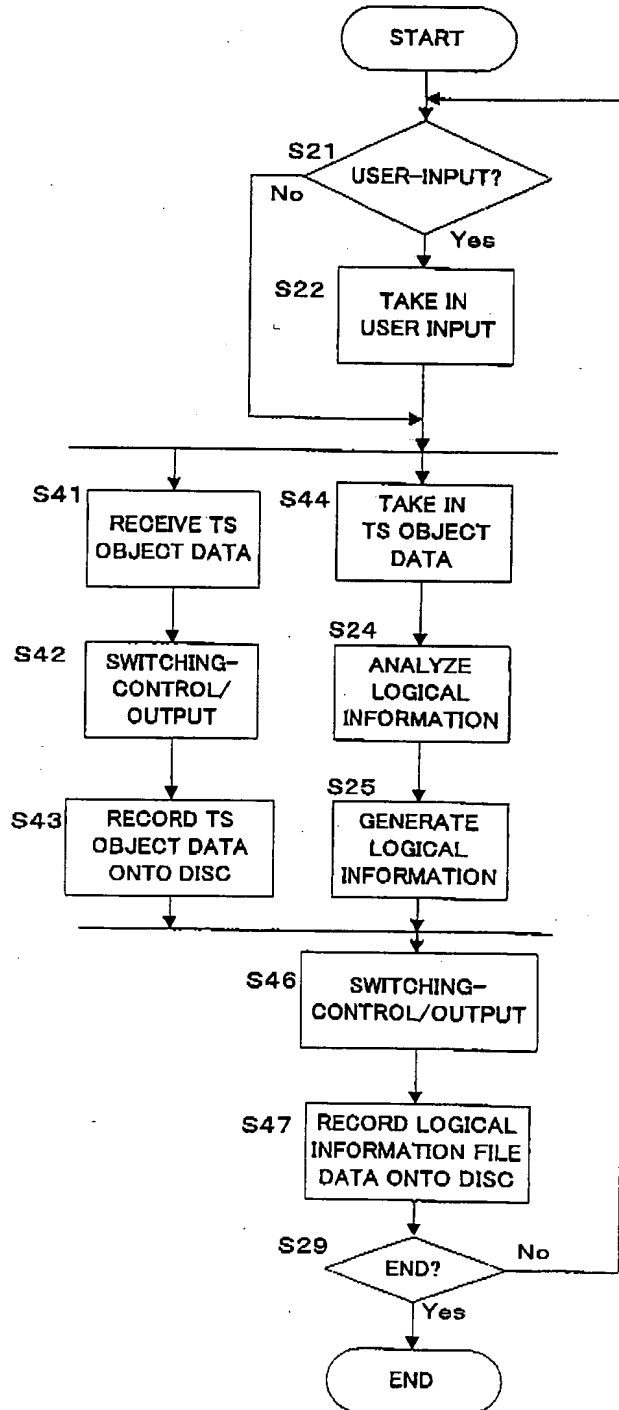 START
S21
USER-INPUT?
No
Yes
S22
TAKE IN
USER INPUT
S41
RECEIVE TS
OBJECT DATA
S44
TAKE IN
TS OBJECT
DATA
S42
SWITCHING-
CONTROL/
OUTPUT
S24
ANALYZE
LOGICAL
INFORMATION
S43
RECORD TS
OBJECT DATA
ONTO DISC
S25
GENERATE
LOGICAL
INFORMATION
S46
SWITCHING-
CONTROL/OUTPUT
S47
RECORD LOGICAL
INFORMATION FILE
DATA ONTO DISC
S29
END?
No
Yes
END